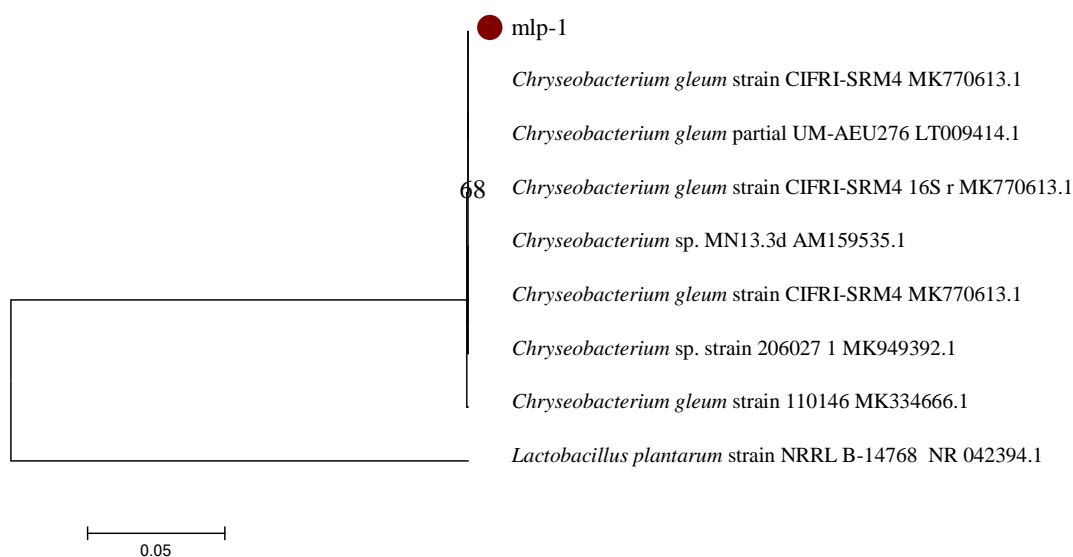 mlp-1
Chryseobacterium gleum strain CIFRI-SRM4 MK770613.1
Chryseobacterium gleum partial UM-AEU276 LT009414.1
68
Chryseobacterium gleum strain CIFRI-SRM4 16S r MK770613.1
Chryseobacterium sp. MN13.3d AM159535.1
Chryseobacterium gleum strain CIFRI-SRM4 MK770613.1
Chryseobacterium sp. strain 206027 1 MK949392.1
Chryseobacterium gleum strain 110146 MK334666.1
Lactobacillus plantarum strain NRRL B-14768 NR 042394.1
0.05